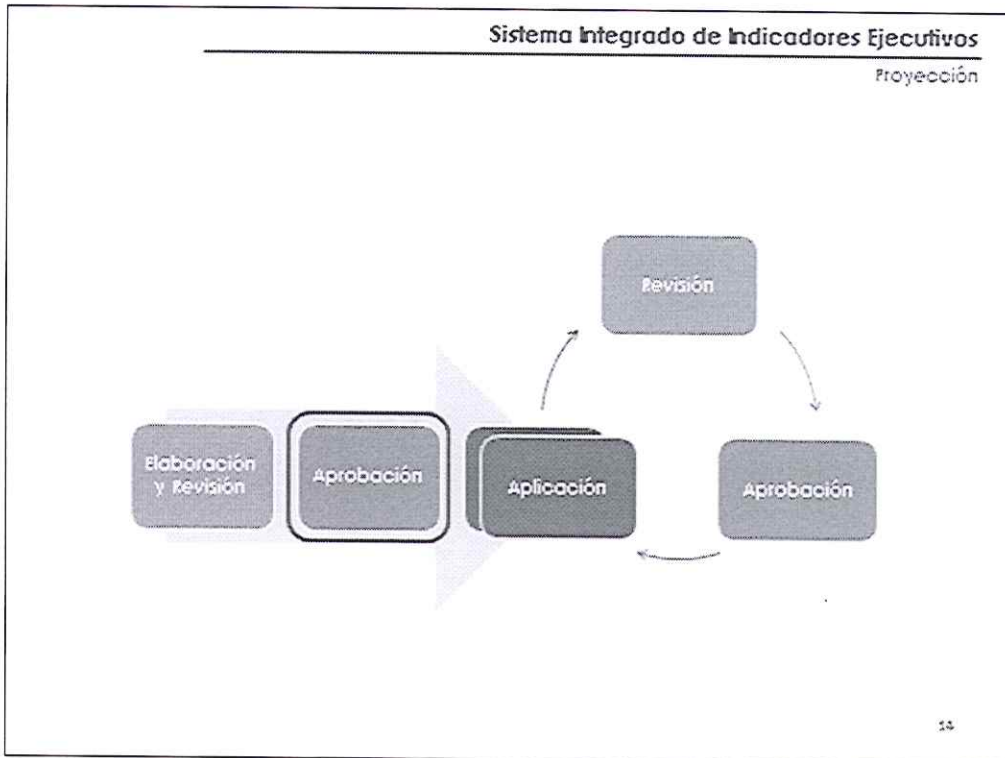 Sistema Integrado de Indicadores Ejecutivos
Proyección
Revisión
Elaboración
y Revisión
Aprobación
Aplicación
Aprobación
14